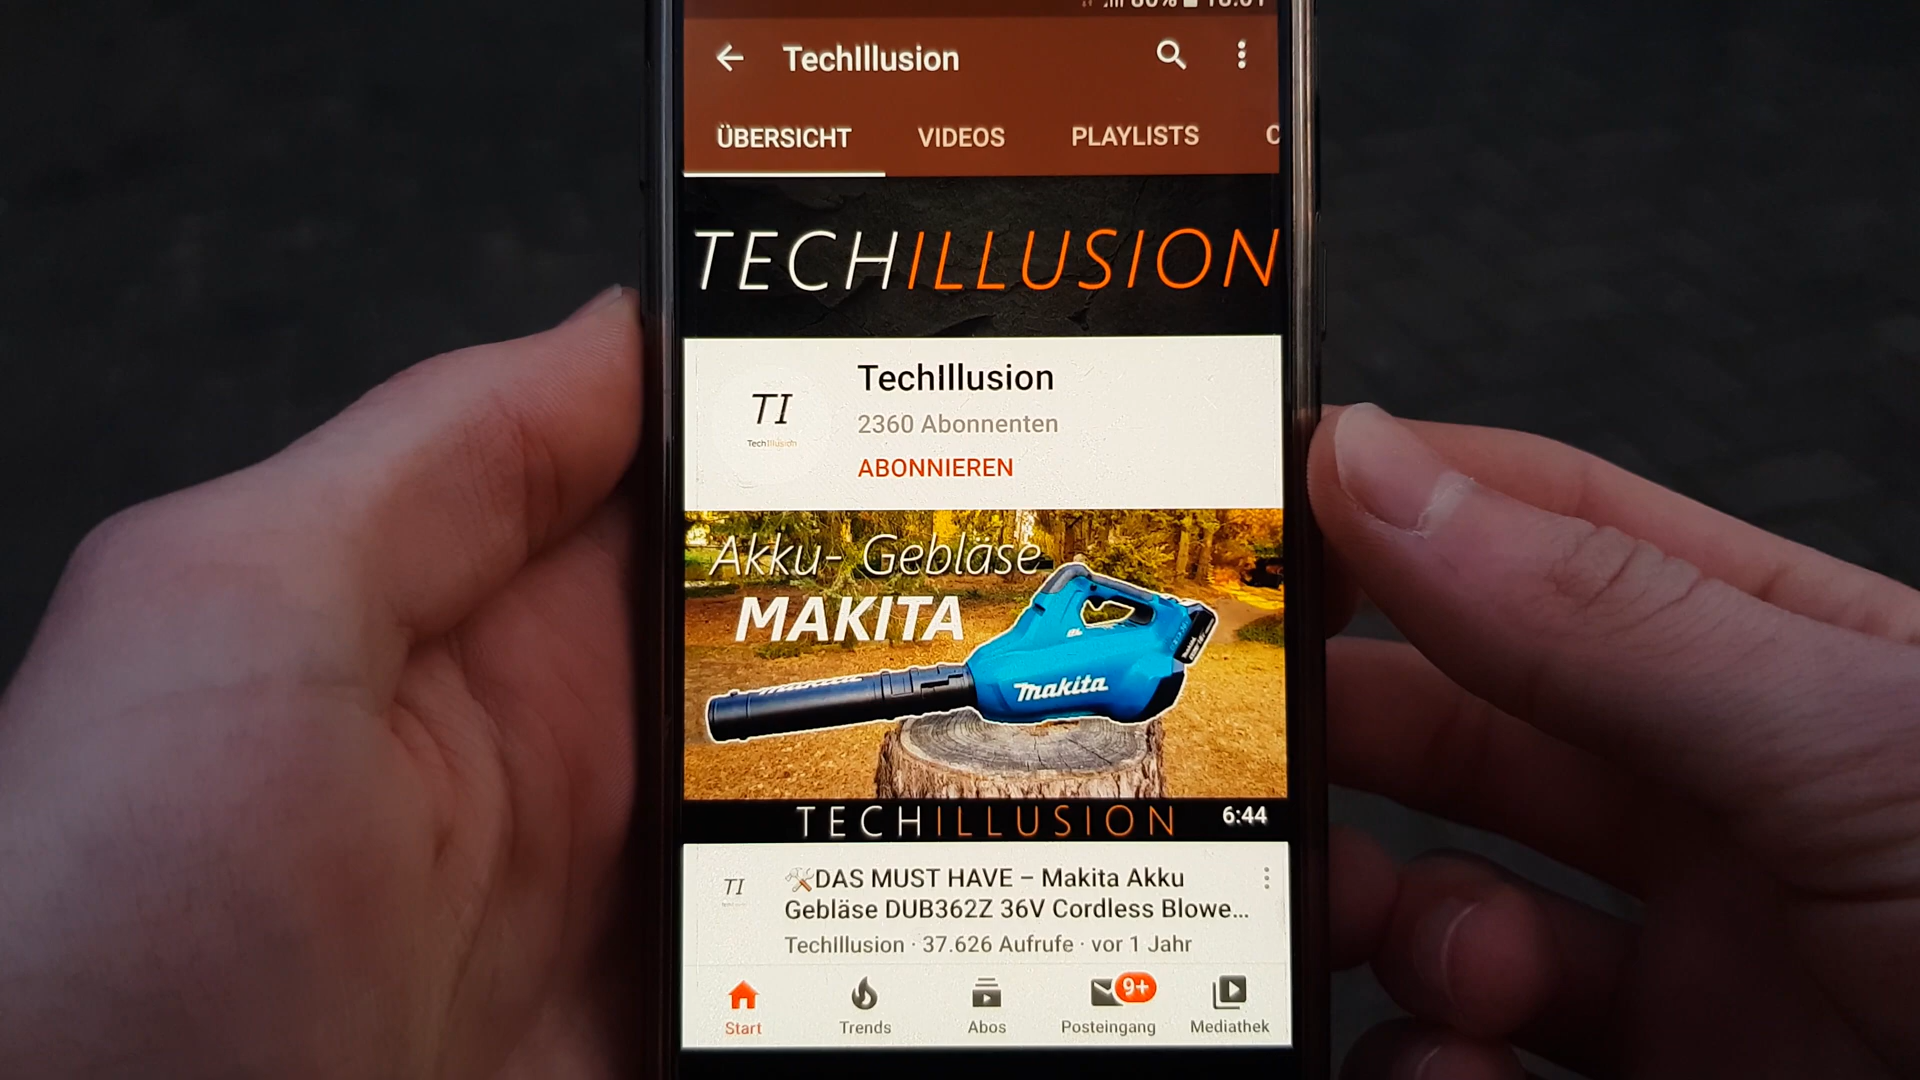 TechIllusion
ÜBERSICHT VIDEOS PLAYLISTS
TECHILLUSION
TI
TechIllusion
TechIllusion
2360 Abonnenten
ABONNIEREN
Akku- Gebläse
MAKITA
makita
TECHILLUSION 6:44
TI
🛠DAS MUST HAVE – Makita Akku
Gebläse DUB362Z 36V Cordless Blowe...
TechIllusion · 37.626 Aufrufe · vor 1 Jahr
9+
Start Trends Abos Posteingang Mediathek